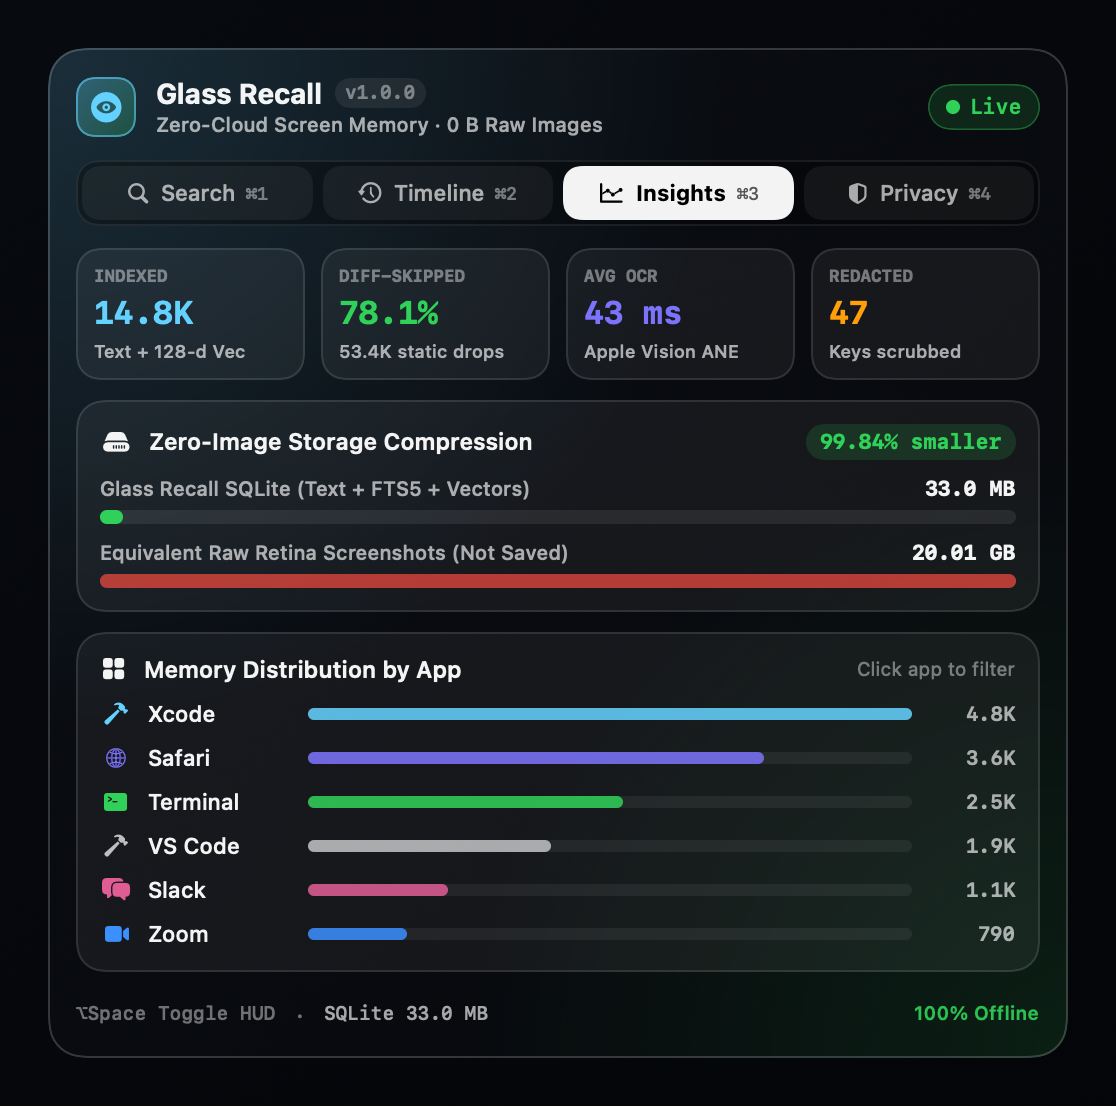 Glass Recall v1.0.0
Zero-Cloud Screen Memory · 0 B Raw Images
Live
Search ⌘1
Timeline ⌘2
Insights ⌘3
Privacy ⌘4
INDEXED
14.8K
Text + 128-d Vec
DIFF-SKIPPED
78.1%
53.4K static drops
AVG OCR
43 ms
Apple Vision ANE
REDACTED
47
Keys scrubbed
Zero-Image Storage Compression
99.84% smaller
Glass Recall SQLite (Text + FTS5 + Vectors) 33.0 MB
Equivalent Raw Retina Screenshots (Not Saved) 20.01 GB
Memory Distribution by App
Click app to filter
Xcode 4.8K
Safari 3.6K
Terminal 2.5K
VS Code 1.9K
Slack 1.1K
Zoom 790
⌥Space Toggle HUD · SQLite 33.0 MB
100% Offline